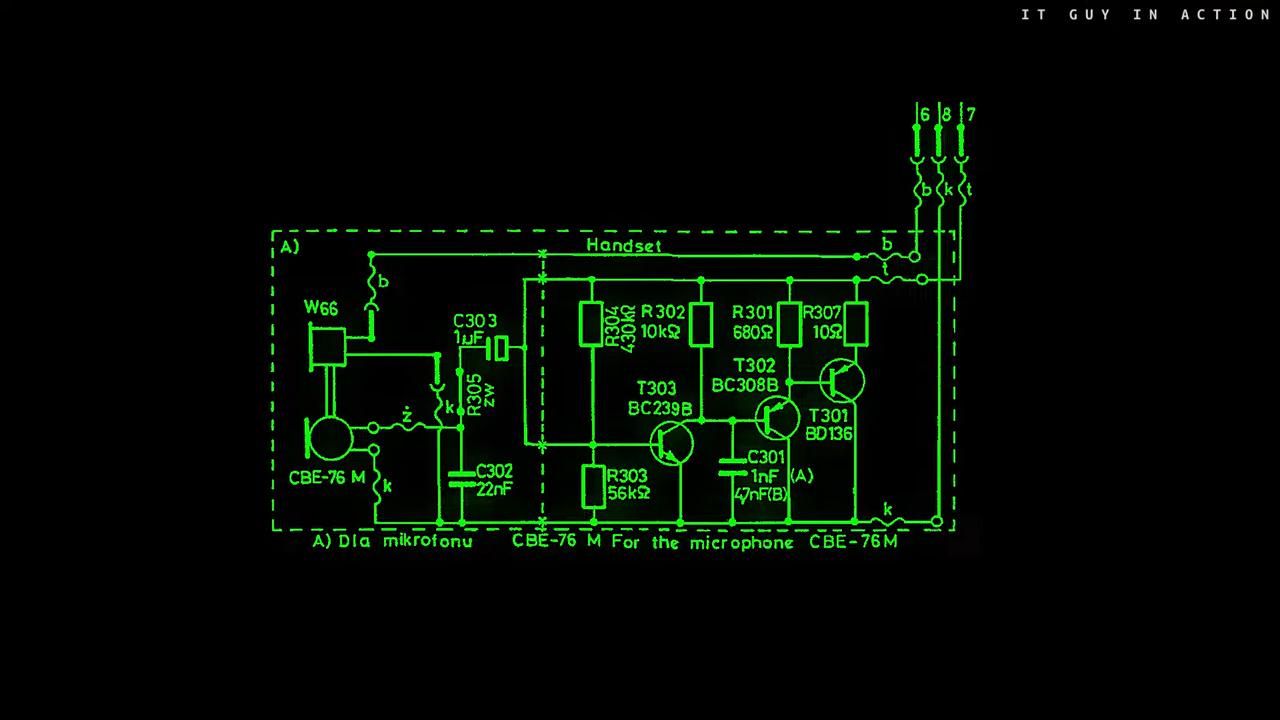 IT GUY IN ACTION
6 8 7
b k t
A)
Handset
b
t
b
W66
C303
1µF
R304
430kΩ
R302
10kΩ
R301
680Ω
R307
10Ω
T302
BC308B
R305
ZW
k
T303
BC239B
T301
BD136
ż
CBE-76 M
k
C302
22nF
R303
56kΩ
C301
1nF (A)
4,7nF(B)
k
A) Dla mikrofonu CBE-76 M For the microphone CBE-76M